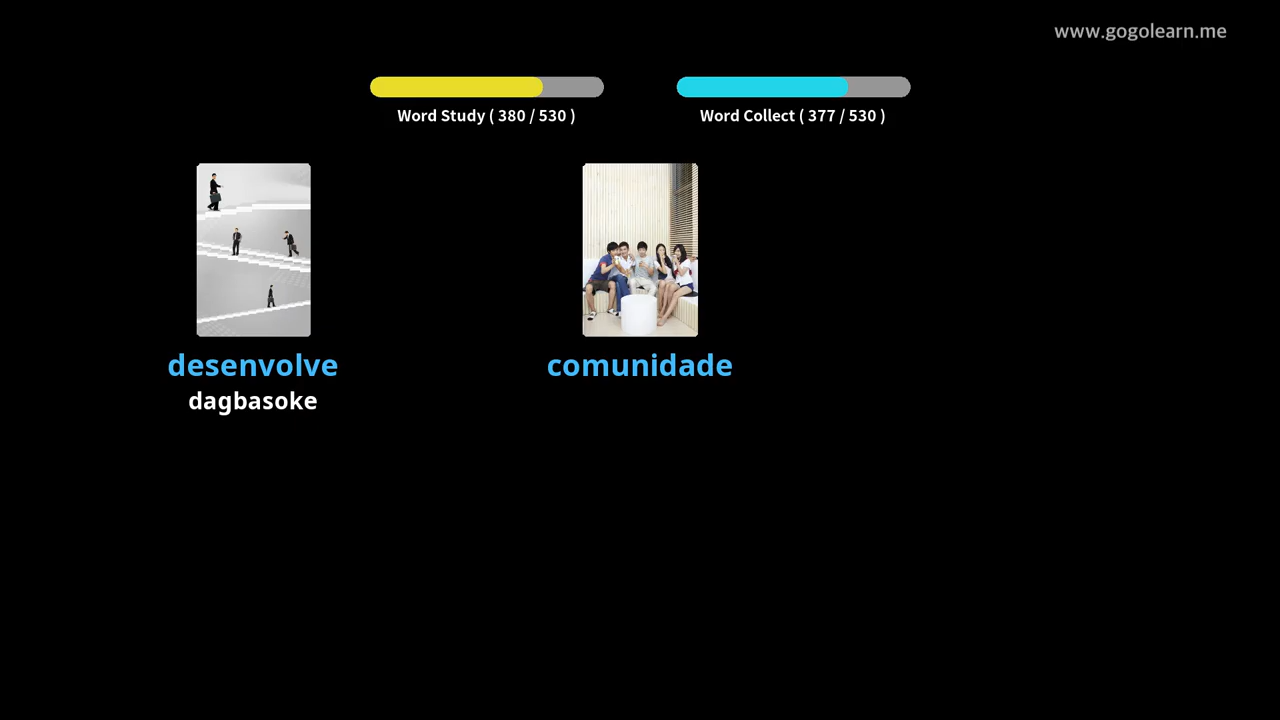 www.gogolearn.me
Word Study ( 380 / 530 )
Word Collect ( 377 / 530 )
desenvolve
dagbasoke
comunidade